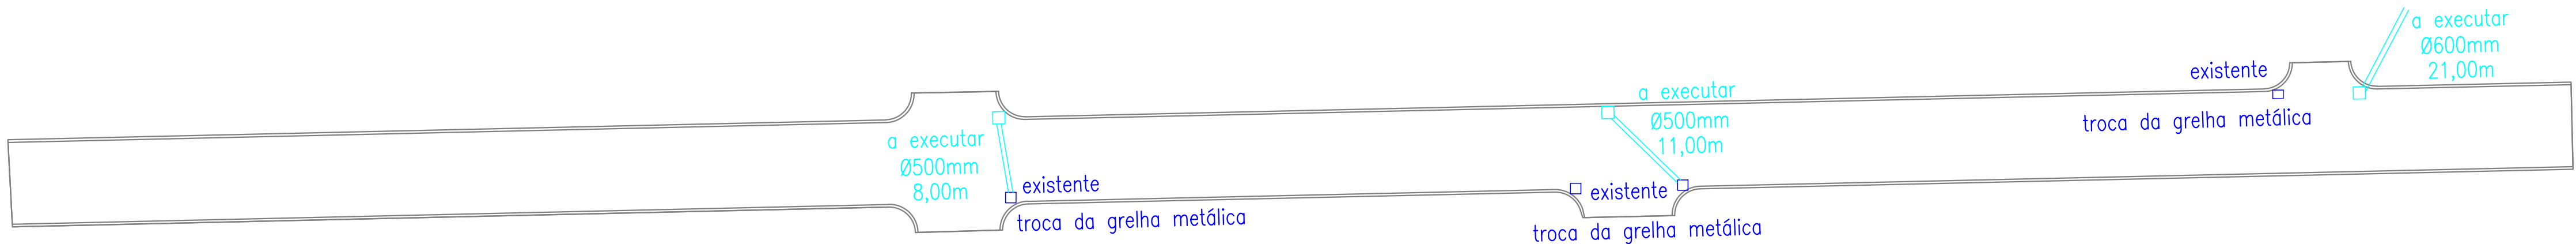 a executar
Ø500mm
8,00m
existente
troca da grelha metálica
a executar
Ø500mm
11,00m
existente
troca da grelha metálica
existente
troca da grelha metálica
a executar
Ø600mm
21,00m